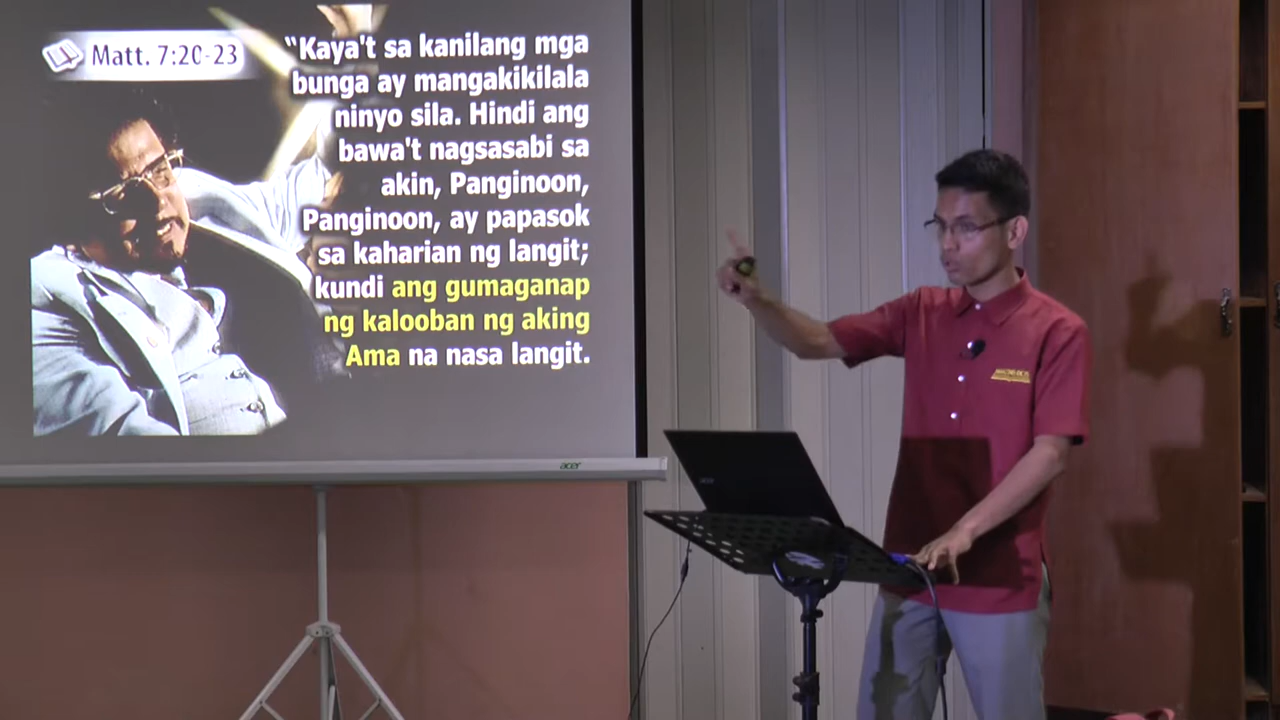 Matt. 7:20-23
“Kaya't sa kanilang mga
bunga ay mangakikilala
ninyo sila. Hindi ang
bawa't nagsasabi sa
akin, Panginoon,
Panginoon, ay papasok
sa kaharian ng langit;
kundi ang gumaganap
ng kalooban ng aking
Ama na nasa langit.
acer